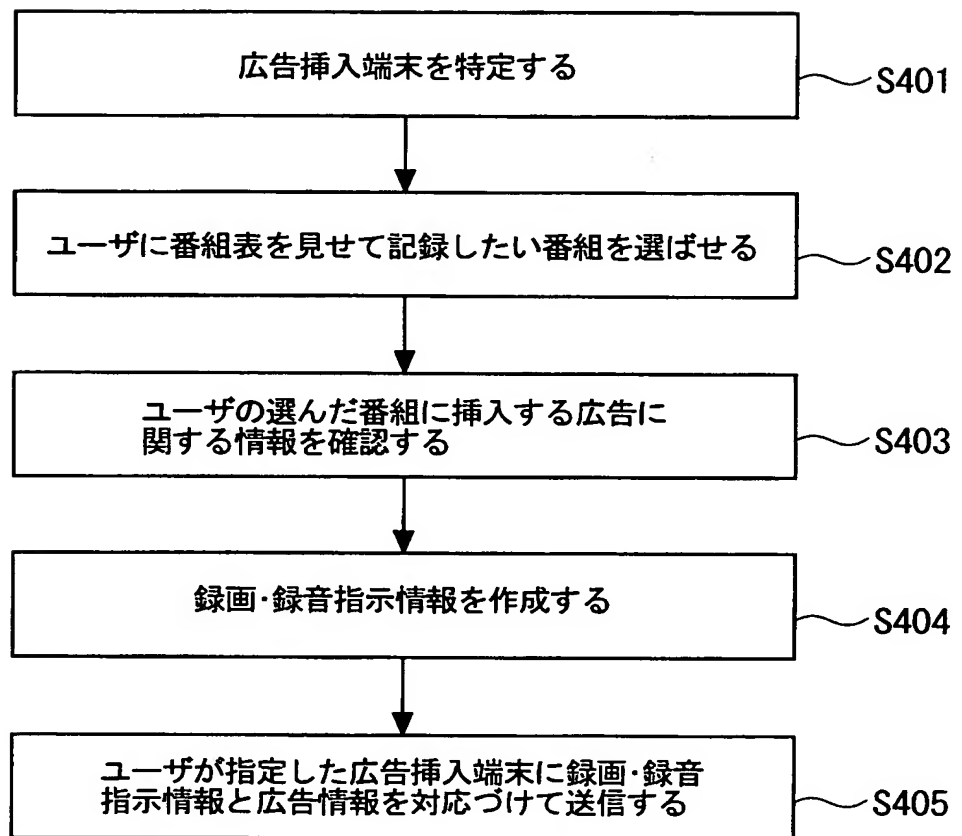 広告挿入端末を特定する
S401
ユーザに番組表を見せて記録したい番組を選ばせる
S402
ユーザの選んだ番組に挿入する広告に
関する情報を確認する
S403
録画・録音指示情報を作成する
S404
ユーザが指定した広告挿入端末に録画・録音
指示情報と広告情報を対応づけて送信する
S405